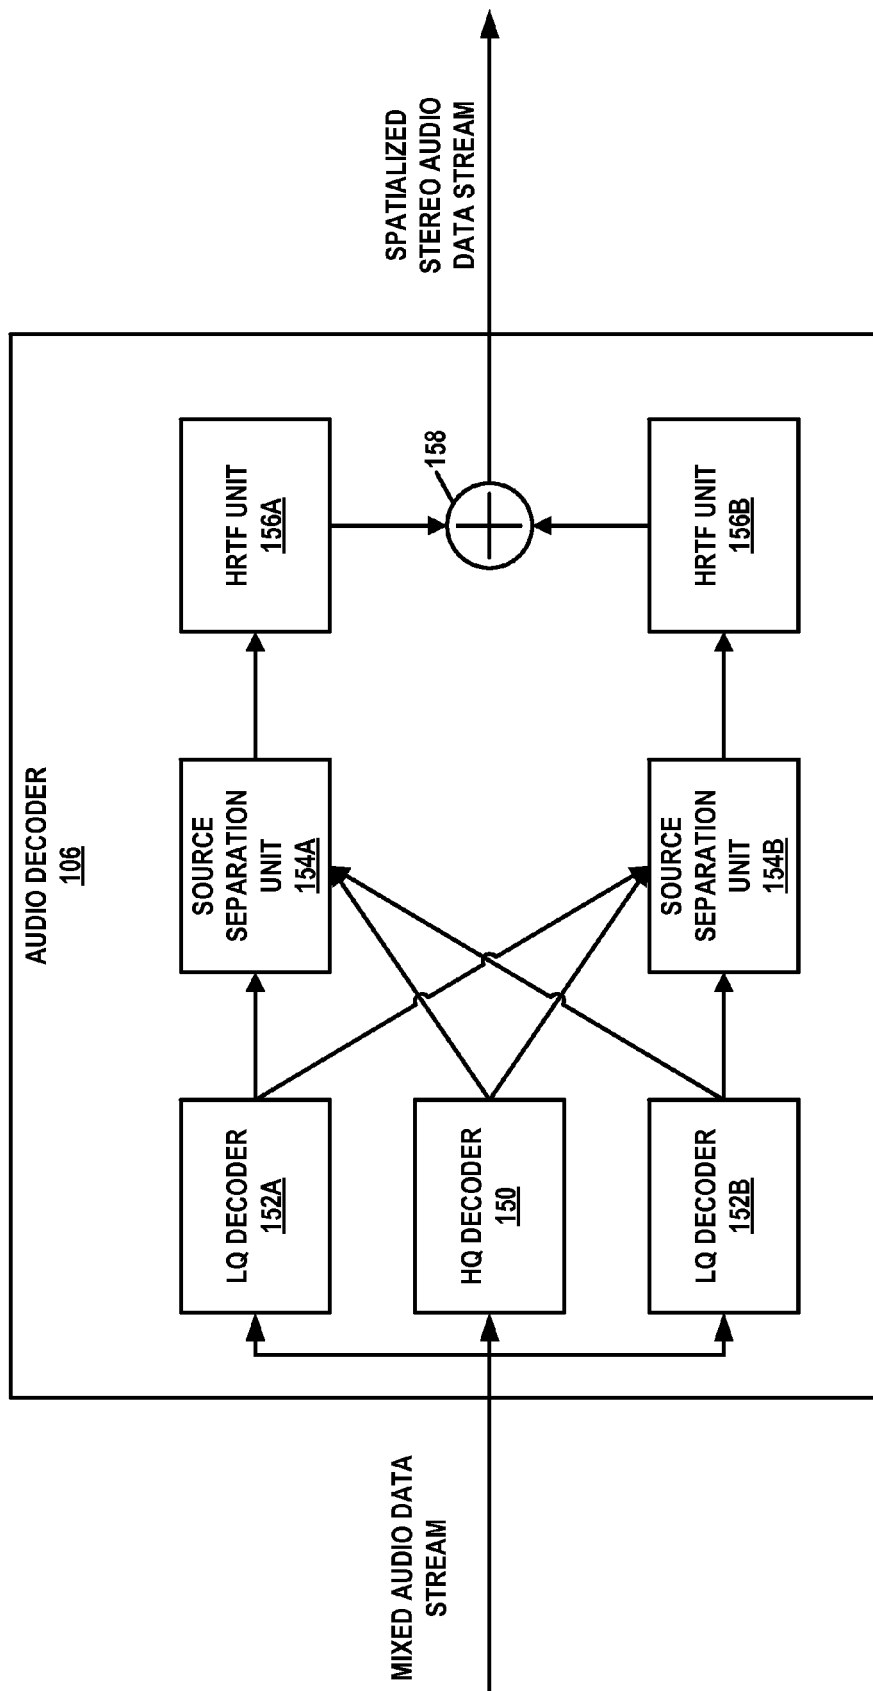 AUDIO DECODER
106
MIXED AUDIO DATA
STREAM
LQ DECODER
152A
HQ DECODER
150
LQ DECODER
152B
SOURCE
SEPARATION
UNIT
154A
SOURCE
SEPARATION
UNIT
154B
HRTF UNIT
156A
158
HRTF UNIT
156B
SPATIALIZED
STEREO AUDIO
DATA STREAM